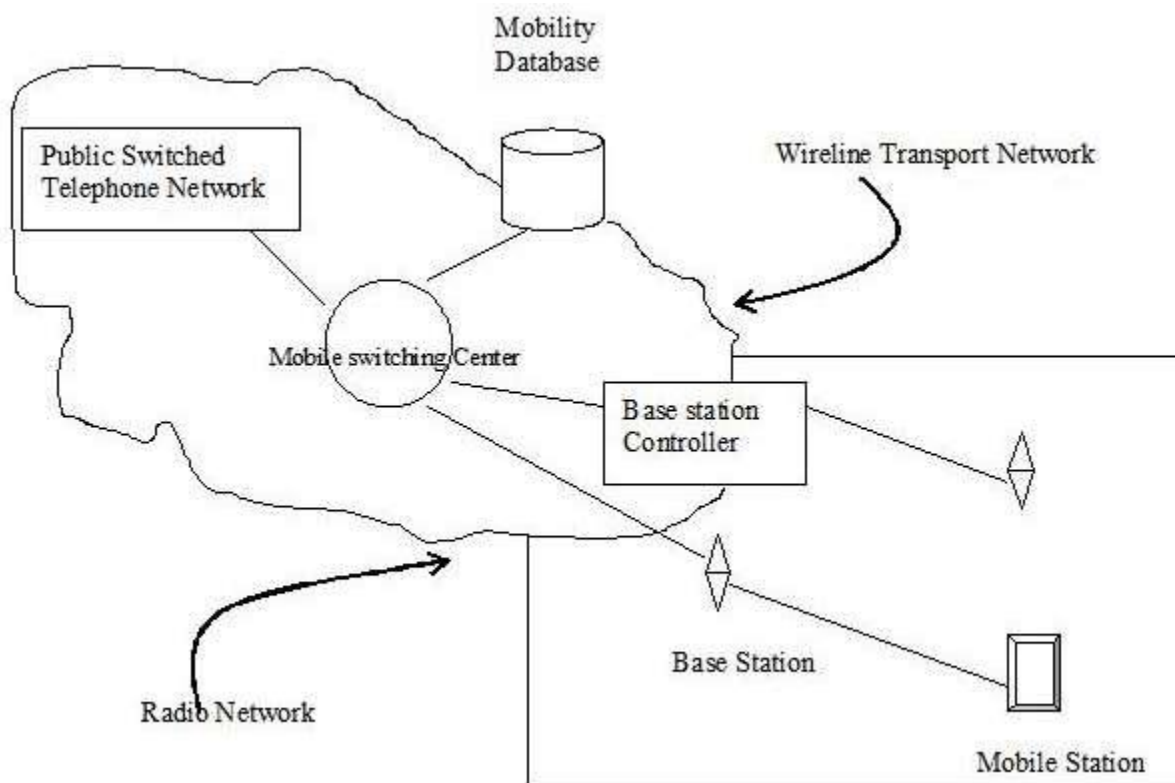 Mobility
Database
Public Switched
Telephone Network
Wireline Transport Network
Mobile switching Center
Base station
Controller
Base Station
Radio Network
Mobile Station